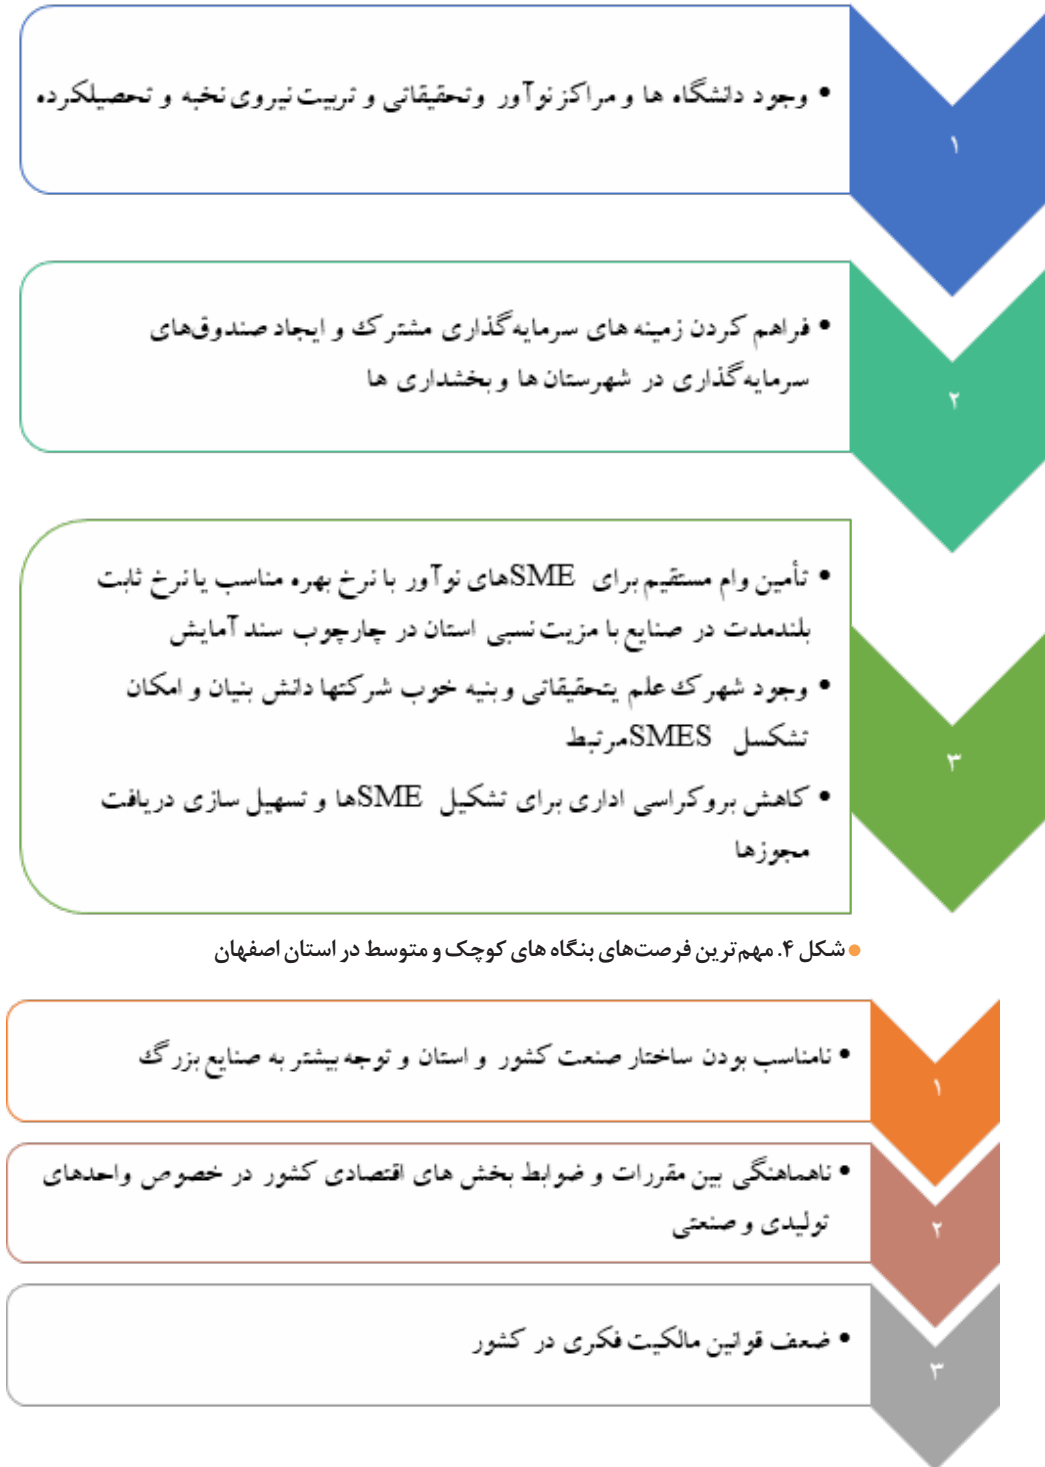 • وجود دانشگاه ها و مراکز نوآور وتحقیقاتی و تربیت نیروی نخبه و تحصیلکرده
۱
• فراهم کردن زمینه های سرمایه‌گذاری مشترک و ایجاد صندوق‌های
سرمایه‌گذاری در شهرستان ها و بخشداری ها
۲
• تأمین وام مستقیم برای SMEهای نوآور با نرخ بهره مناسب یا نرخ ثابت
بلندمدت در صنایع با مزیت نسبی استان در چارچوب سند آمایش
• وجود شهرک علم یتحقیقاتی و بنیه خوب شرکتها دانش بنیان و امکان
تشکسل SMESمرتبط
• کاهش بروکراسی اداری برای تشکیل SMEها و تسهیل سازی دریافت
مجوزها
۳
شکل ۴. مهم‌ترین فرصت‌های بنگاه های کوچک و متوسط در استان اصفهان
• نامناسب بودن ساختار صنعت کشور و استان و توجه بیشتر به صنایع بزرگ
۱
• ناهماهنگی بین مقررات و ضوابط بخش های اقتصادی کشور در خصوص واحدهای
تولیدی و صنعتی
۲
• ضعف قوانین مالکیت فکری در کشور
۳